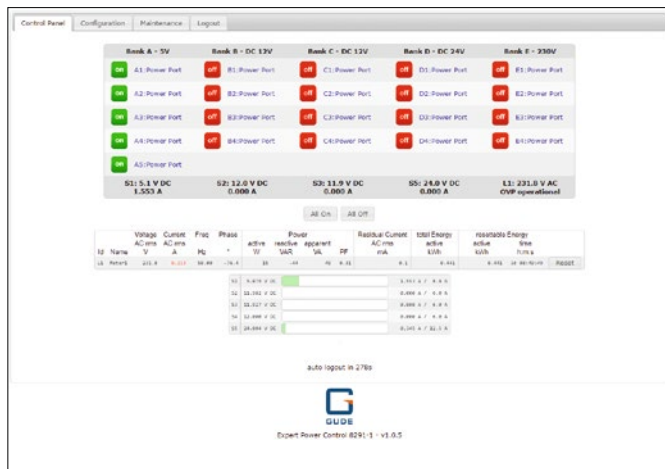 Control Panel Configuration Maintenance Logout
Bank A - 5V Bank B - DC 12V Bank C - DC 12V Bank D - DC 24V Bank E - 230V
on A1:Power Port off B1:Power Port off C1:Power Port off D1:Power Port off E1:Power Port
on A2:Power Port off B2:Power Port off C2:Power Port off D2:Power Port off E2:Power Port
on A3:Power Port off B3:Power Port off C3:Power Port off D3:Power Port off E3:Power Port
on A4:Power Port off B4:Power Port off C4:Power Port off D4:Power Port off E4:Power Port
on A5:Power Port
S1: 5.1 V DC S2: 12.0 V DC S3: 11.9 V DC S5: 24.0 V DC L1: 231.0 V AC
1.553 A 0.000 A 0.000 A 0.000 A OVP operational
All On All Off
Voltage Current Freq Phase Power Residual Current total Energy resettable Energy
AC rms AC rms active reactive apparent AC rms active active time
Id Name V A Hz ° W VAR VA PF mA kWh kWh h:m:s
Reset
auto logout in 278s
GUDE
Expert Power Control 8291-1 - v1.0.5